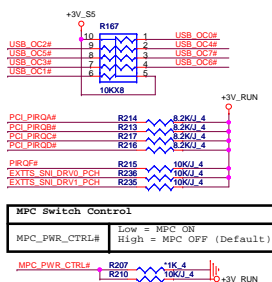 +3V_S5
R167
10 1 USB_OC0#
USB_OC2# 9 2 USB_OC4#
USB_OC5# 8 3 USB_OC7#
USB_OC3# 7 4 USB_OC6#
USB_OC1# 6 5
10KX8
+3V_RUN
PCI_PIRQA# R214 8.2K/J_4
PCI_PIRQB# R213 8.2K/J_4
PCI_PIRQC# R217 8.2K/J_4
PCI_PIRQD# R216 8.2K/J_4
PIRQF# R215 10K/J_4
EXTTS_SNI_DRV0_PCH R236 10K/J_4
EXTTS_SNI_DRV1_PCH R235 10K/J_4
MPC Switch Control
MPC_PWR_CTRL# Low = MPC ON
High = MPC OFF (Default)
MPC_PWR_CTRL# R207 *1K_4
R210 10K/J_4 +3V_RUN